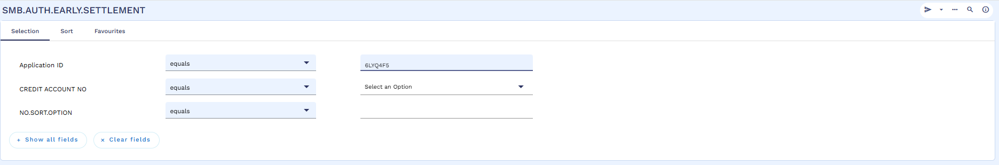 SMB.AUTH.EARLY.SETTLEMENT
Selection Sort Favourites
Application ID equals 6LYQ4F5
CREDIT ACCOUNT NO equals Select an Option
NO.SORT.OPTION equals
+ Show all fields × Clear fields